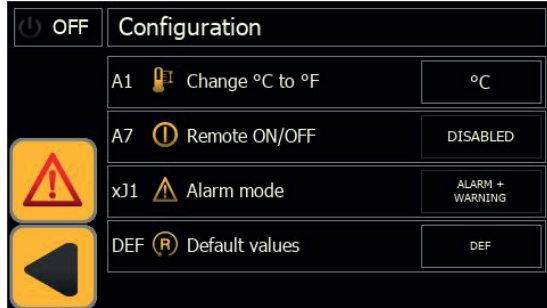 OFF Configuration
A1 Change °C to °F °C
A7 Remote ON/OFF DISABLED
xJ1 Alarm mode ALARM +
WARNING
DEF R Default values DEF